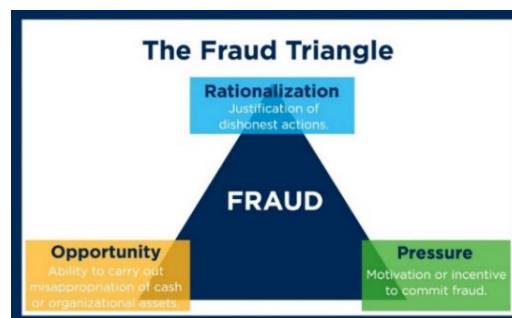 The Fraud Triangle
Rationalization
Justification of
dishonest actions.
FRAUD
Opportunity
Ability to carry out
misappropriation of cash
or organizational assets.
Pressure
Motivation or incentive
to commit fraud.